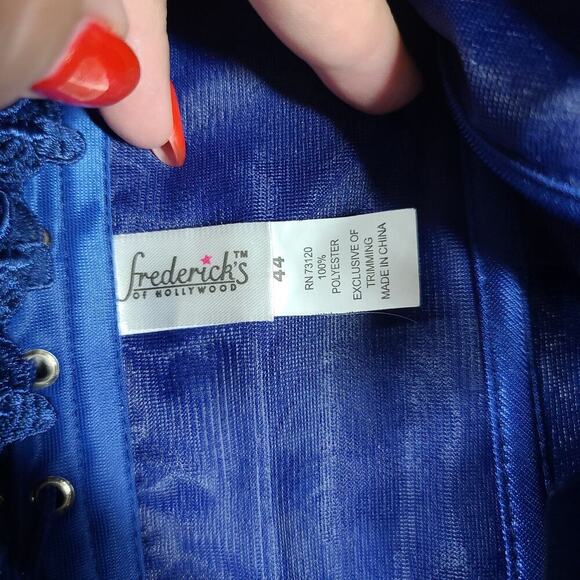 frederick's™
OF HOLLYWOOD
44
RN 73120
100%
POLYESTER
EXCLUSIVE OF
TRIMMING
MADE IN CHINA